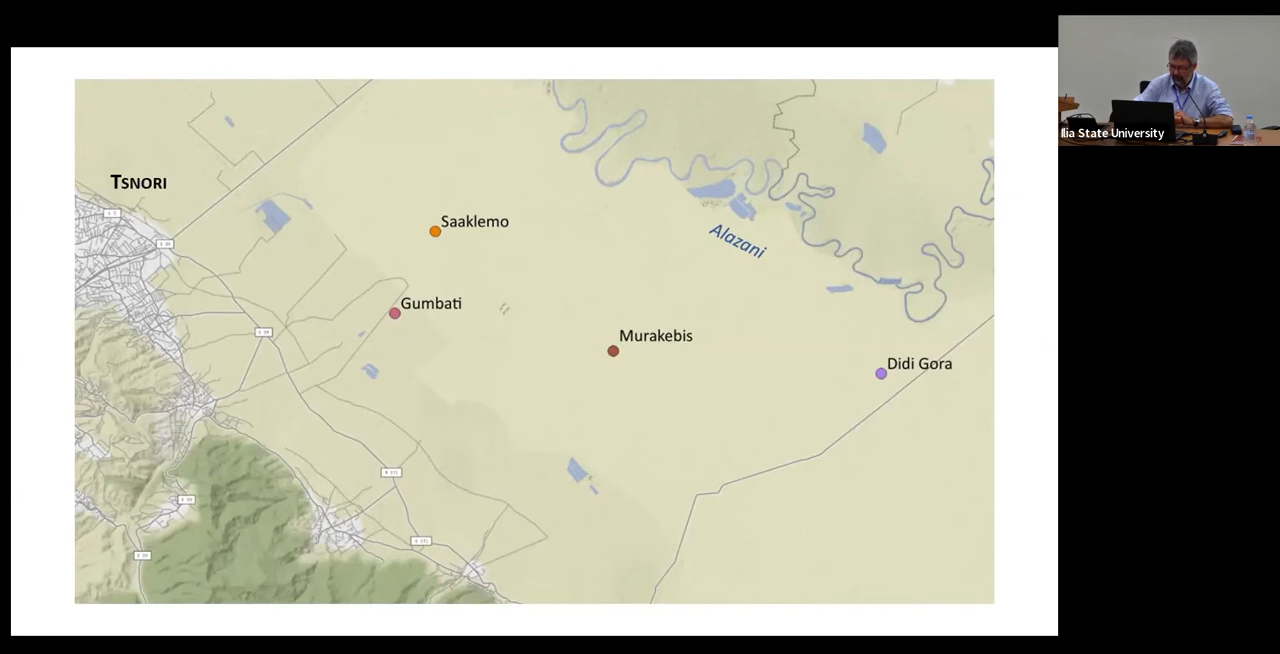 TSNORI
Saaklemo
Gumbati
Murakebis
Alazani
Didi Gora
Ilia State University